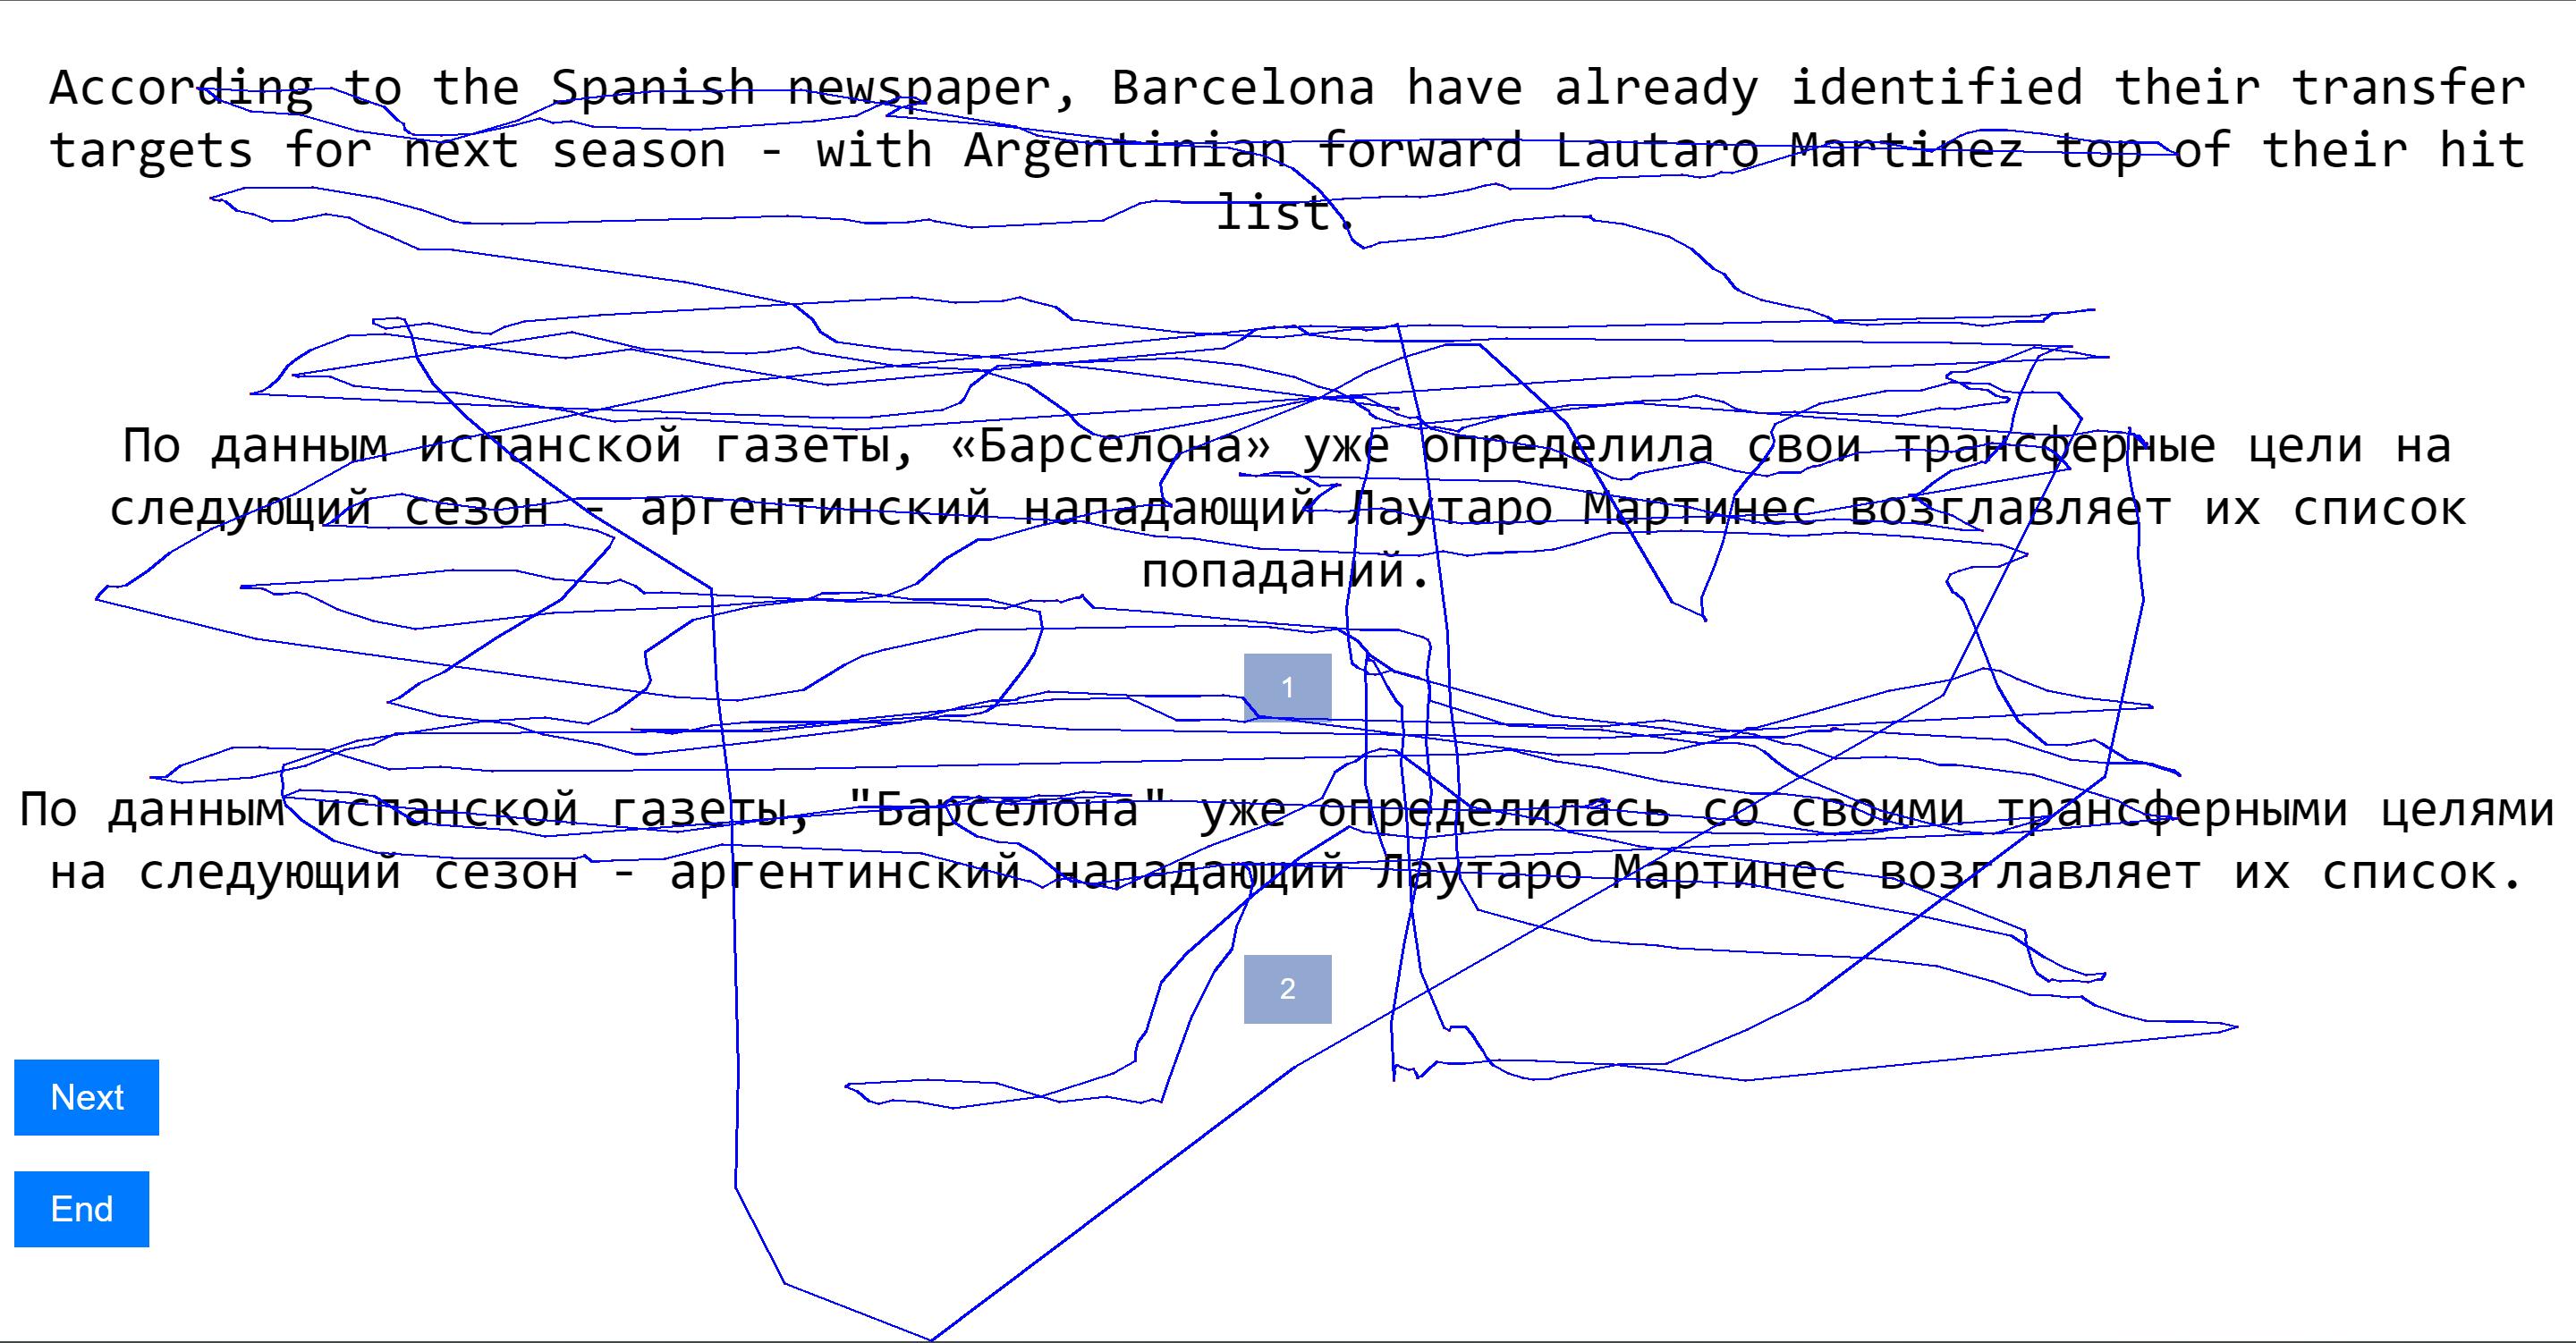 According to the Spanish newspaper, Barcelona have already identified their transfer
targets for next season - with Argentinian forward Lautaro Martinez top of their hit
list.
По данным испанской газеты, «Барселона» уже определила свои трансферные цели на
следующий сезон - аргентинский нападающий Лаутаро Мартинес возглавляет их список
попаданий.
1
По данным испанской газеты, "Барселона" уже определилась со своими трансферными целями
на следующий сезон - аргентинский нападающий Лаутаро Мартинес возглавляет их список.
2
Next
End